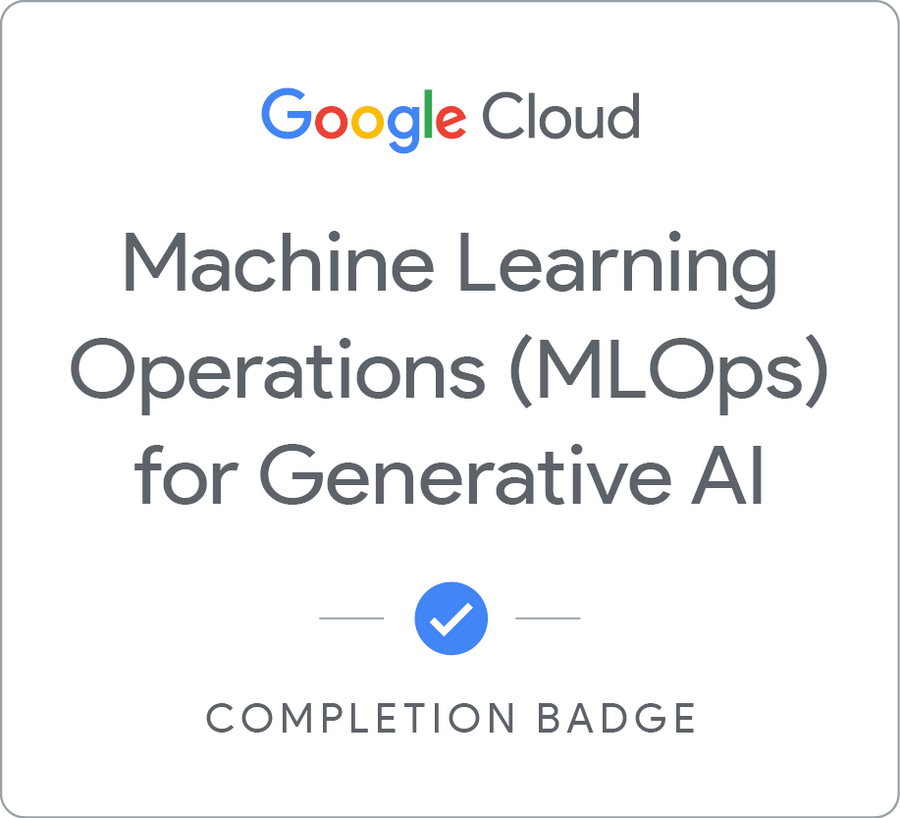 Google Cloud
Machine Learning
Operations (MLOps)
for Generative AI
COMPLETION BADGE